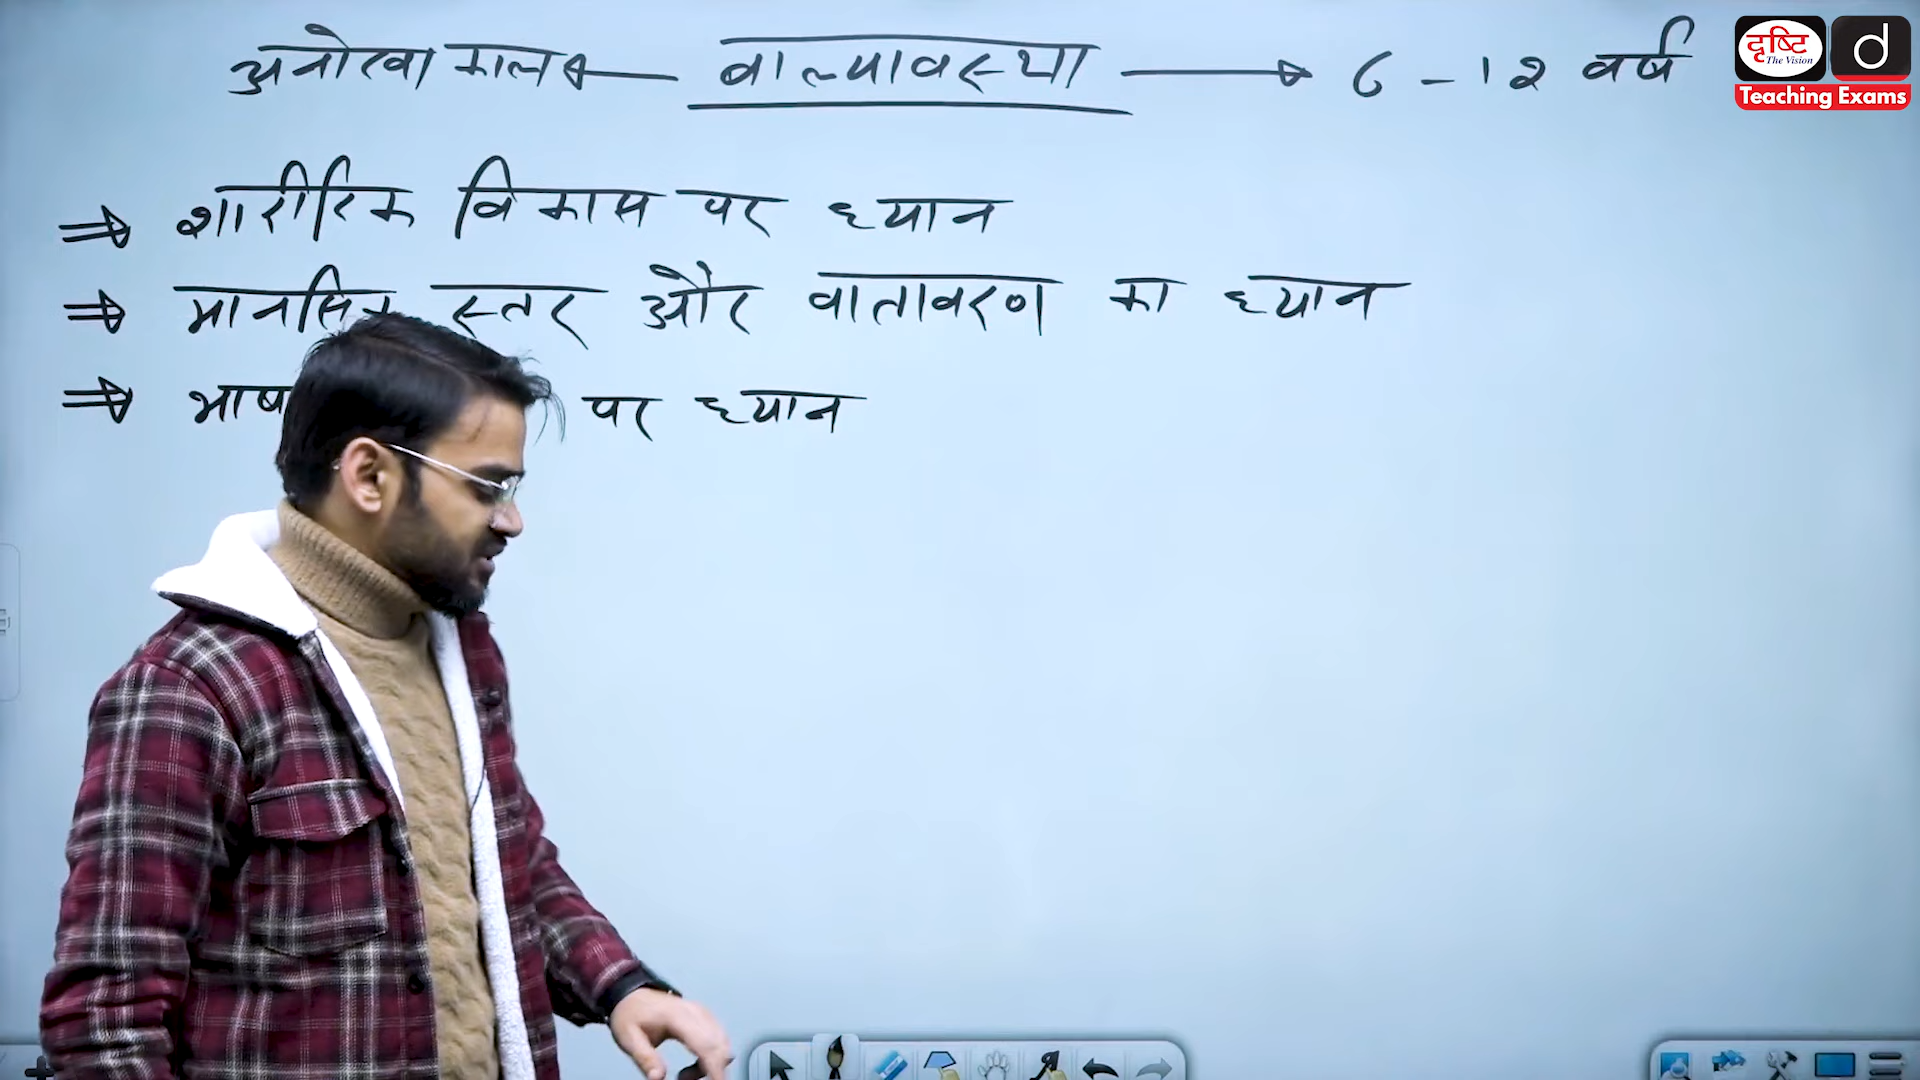 अनोखा काल ← बाल्यावस्था → 6 - 12 वर्ष
दृष्टि
The Vision
d
Teaching Exams
⇒ शारीरिक विकास पर ध्यान
⇒ मानसिक स्तर और वातावरण का ध्यान
⇒ पर ध्यान